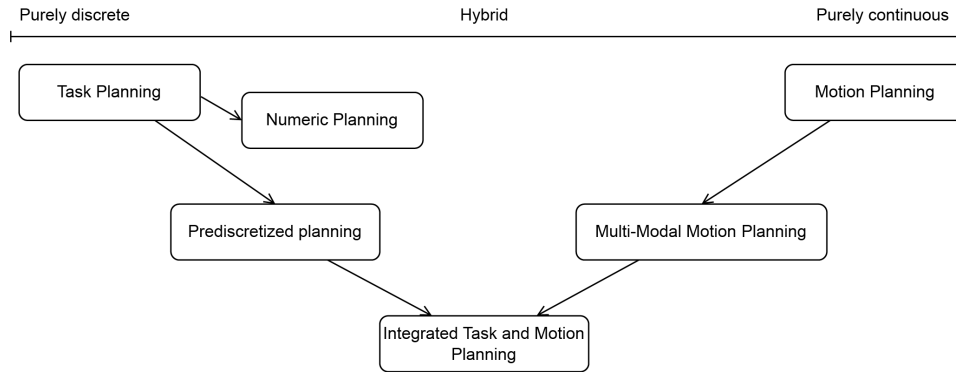 Purely discrete
Hybrid
Purely continuous
Task Planning
Motion Planning
Numeric Planning
Prediscretized planning
Multi-Modal Motion Planning
Integrated Task and Motion
Planning